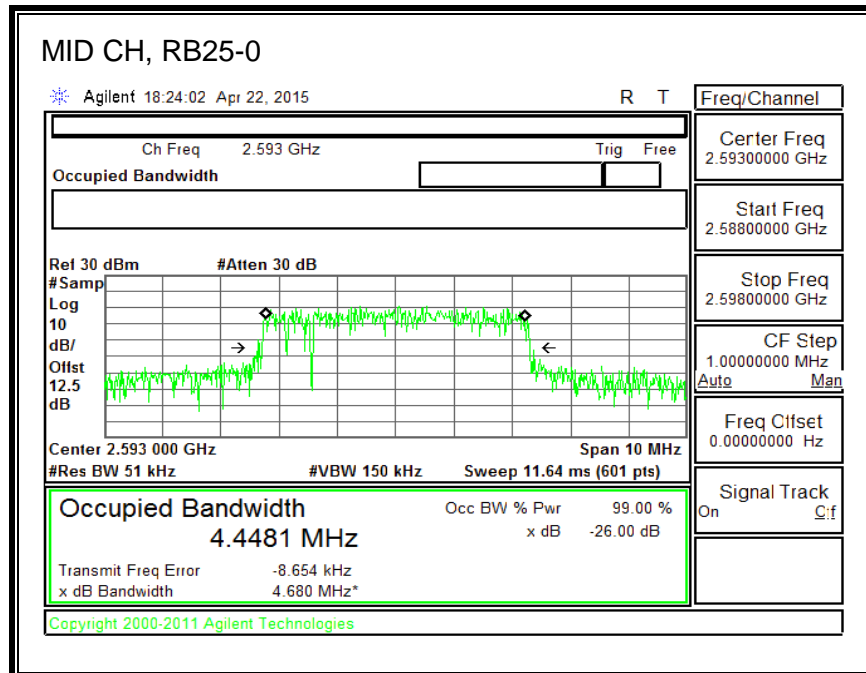 MID CH, RB25-0
Agilent 18:24:02 Apr 22, 2015 R T
Freq/Channel
Ch Freq 2.593 GHz Trig Free
Occupied Bandwidth
Center Freq
2.59300000 GHz
Start Freq
2.58800000 GHz
Stop Freq
2.59800000 GHz
CF Step
1.00000000 MHz
Auto Man
Freq Offset
0.00000000 Hz
Signal Track
On Off
Ref 30 dBm #Atten 30 dB
#Samp
Log
10
dB/
Offst
12.5
dB
Center 2.593 000 GHz Span 10 MHz
#Res BW 51 kHz #VBW 150 kHz Sweep 11.64 ms (601 pts)
Occupied Bandwidth
4.4481 MHz
Occ BW % Pwr 99.00 %
x dB -26.00 dB
Transmit Freq Error -8.654 kHz
x dB Bandwidth 4.680 MHz*
Copyright 2000-2011 Agilent Technologies